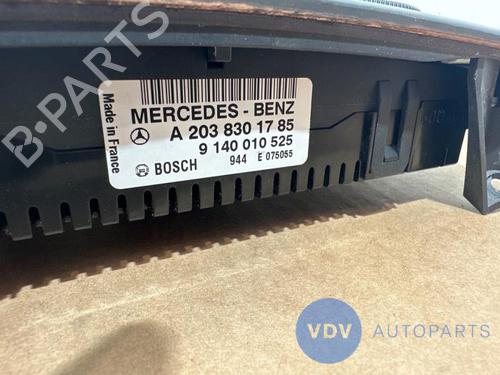 B-PARTS
Made in France
MERCEDES - BENZ
A 203 830 17 85
9 140 010 525
BOSCH 944 E 075055
VDV AUTOPARTS